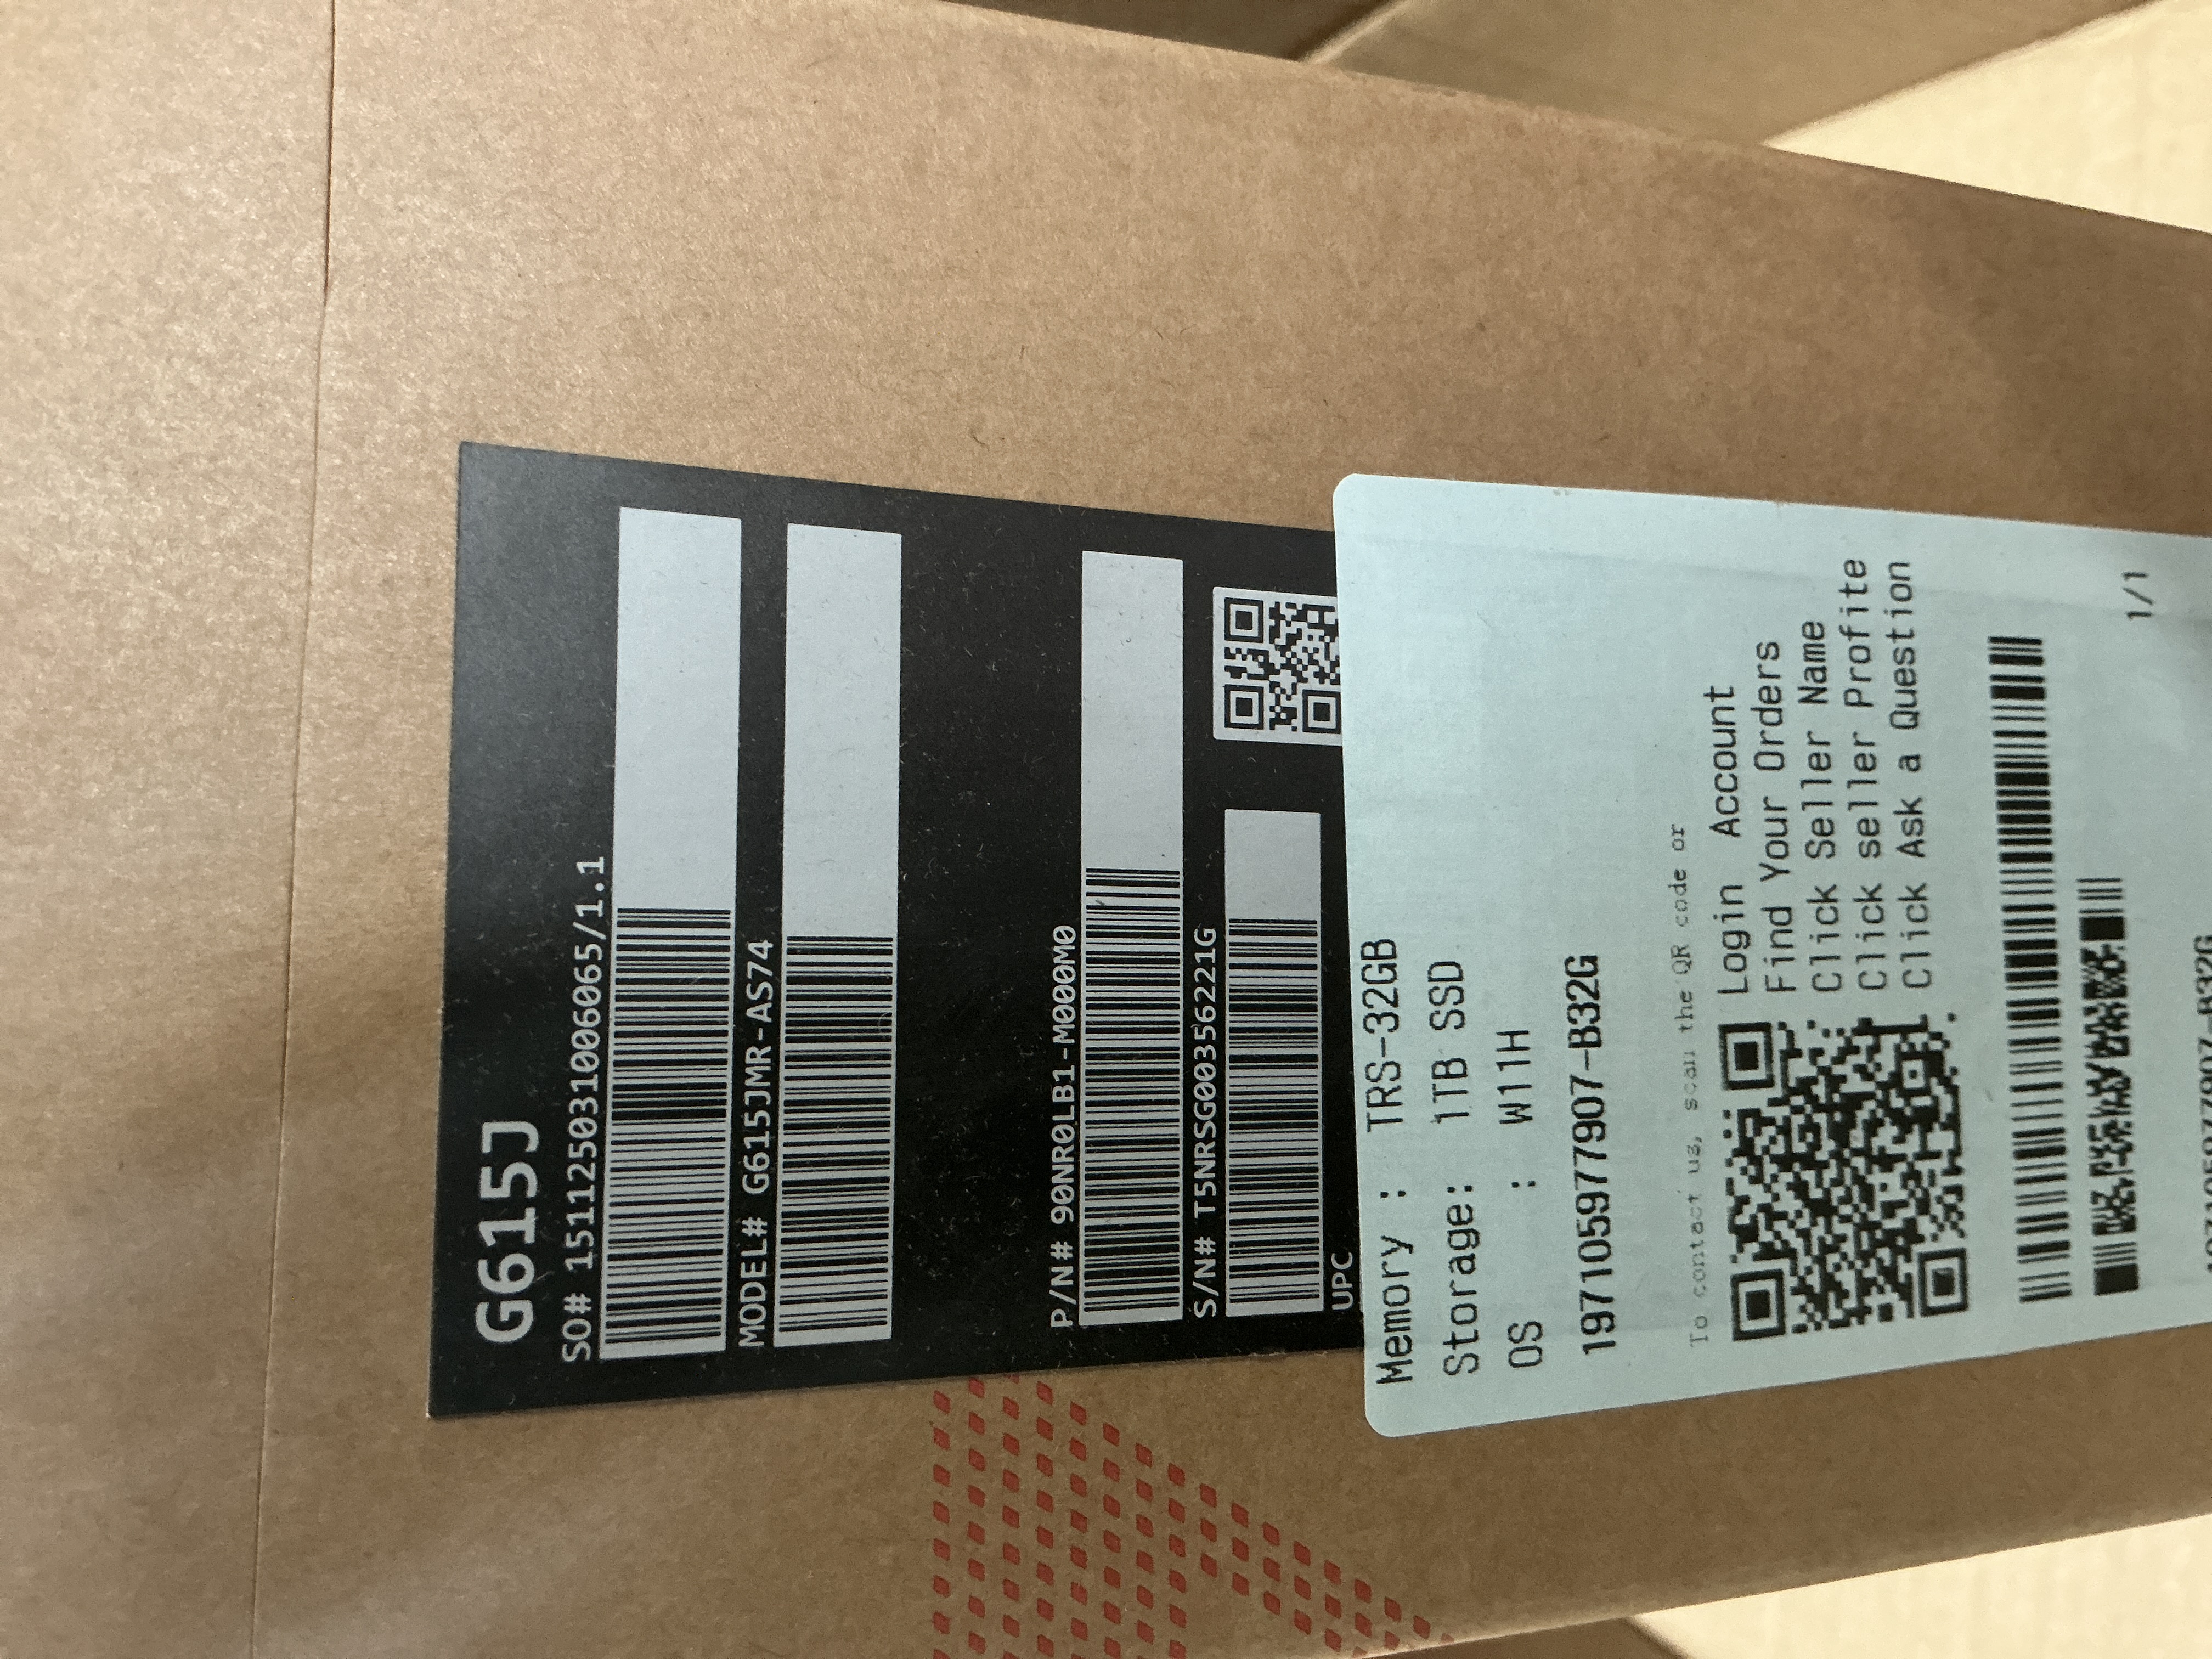 G615J
SO# 15112503100606065/1.1
MODEL# G615JMR-AS74
P/N# 90NR0LB1-M000M0
S/N# T5NRSG003562221G
UPC
Memory : TRS-32GB
Storage: 1TB SSD
OS : W11H
197105977907-B32G
To contact us, scan the QR code or
Login Account
Find Your Orders
Click Seller Name
Click seller Profite
Click Ask a Question
1/1